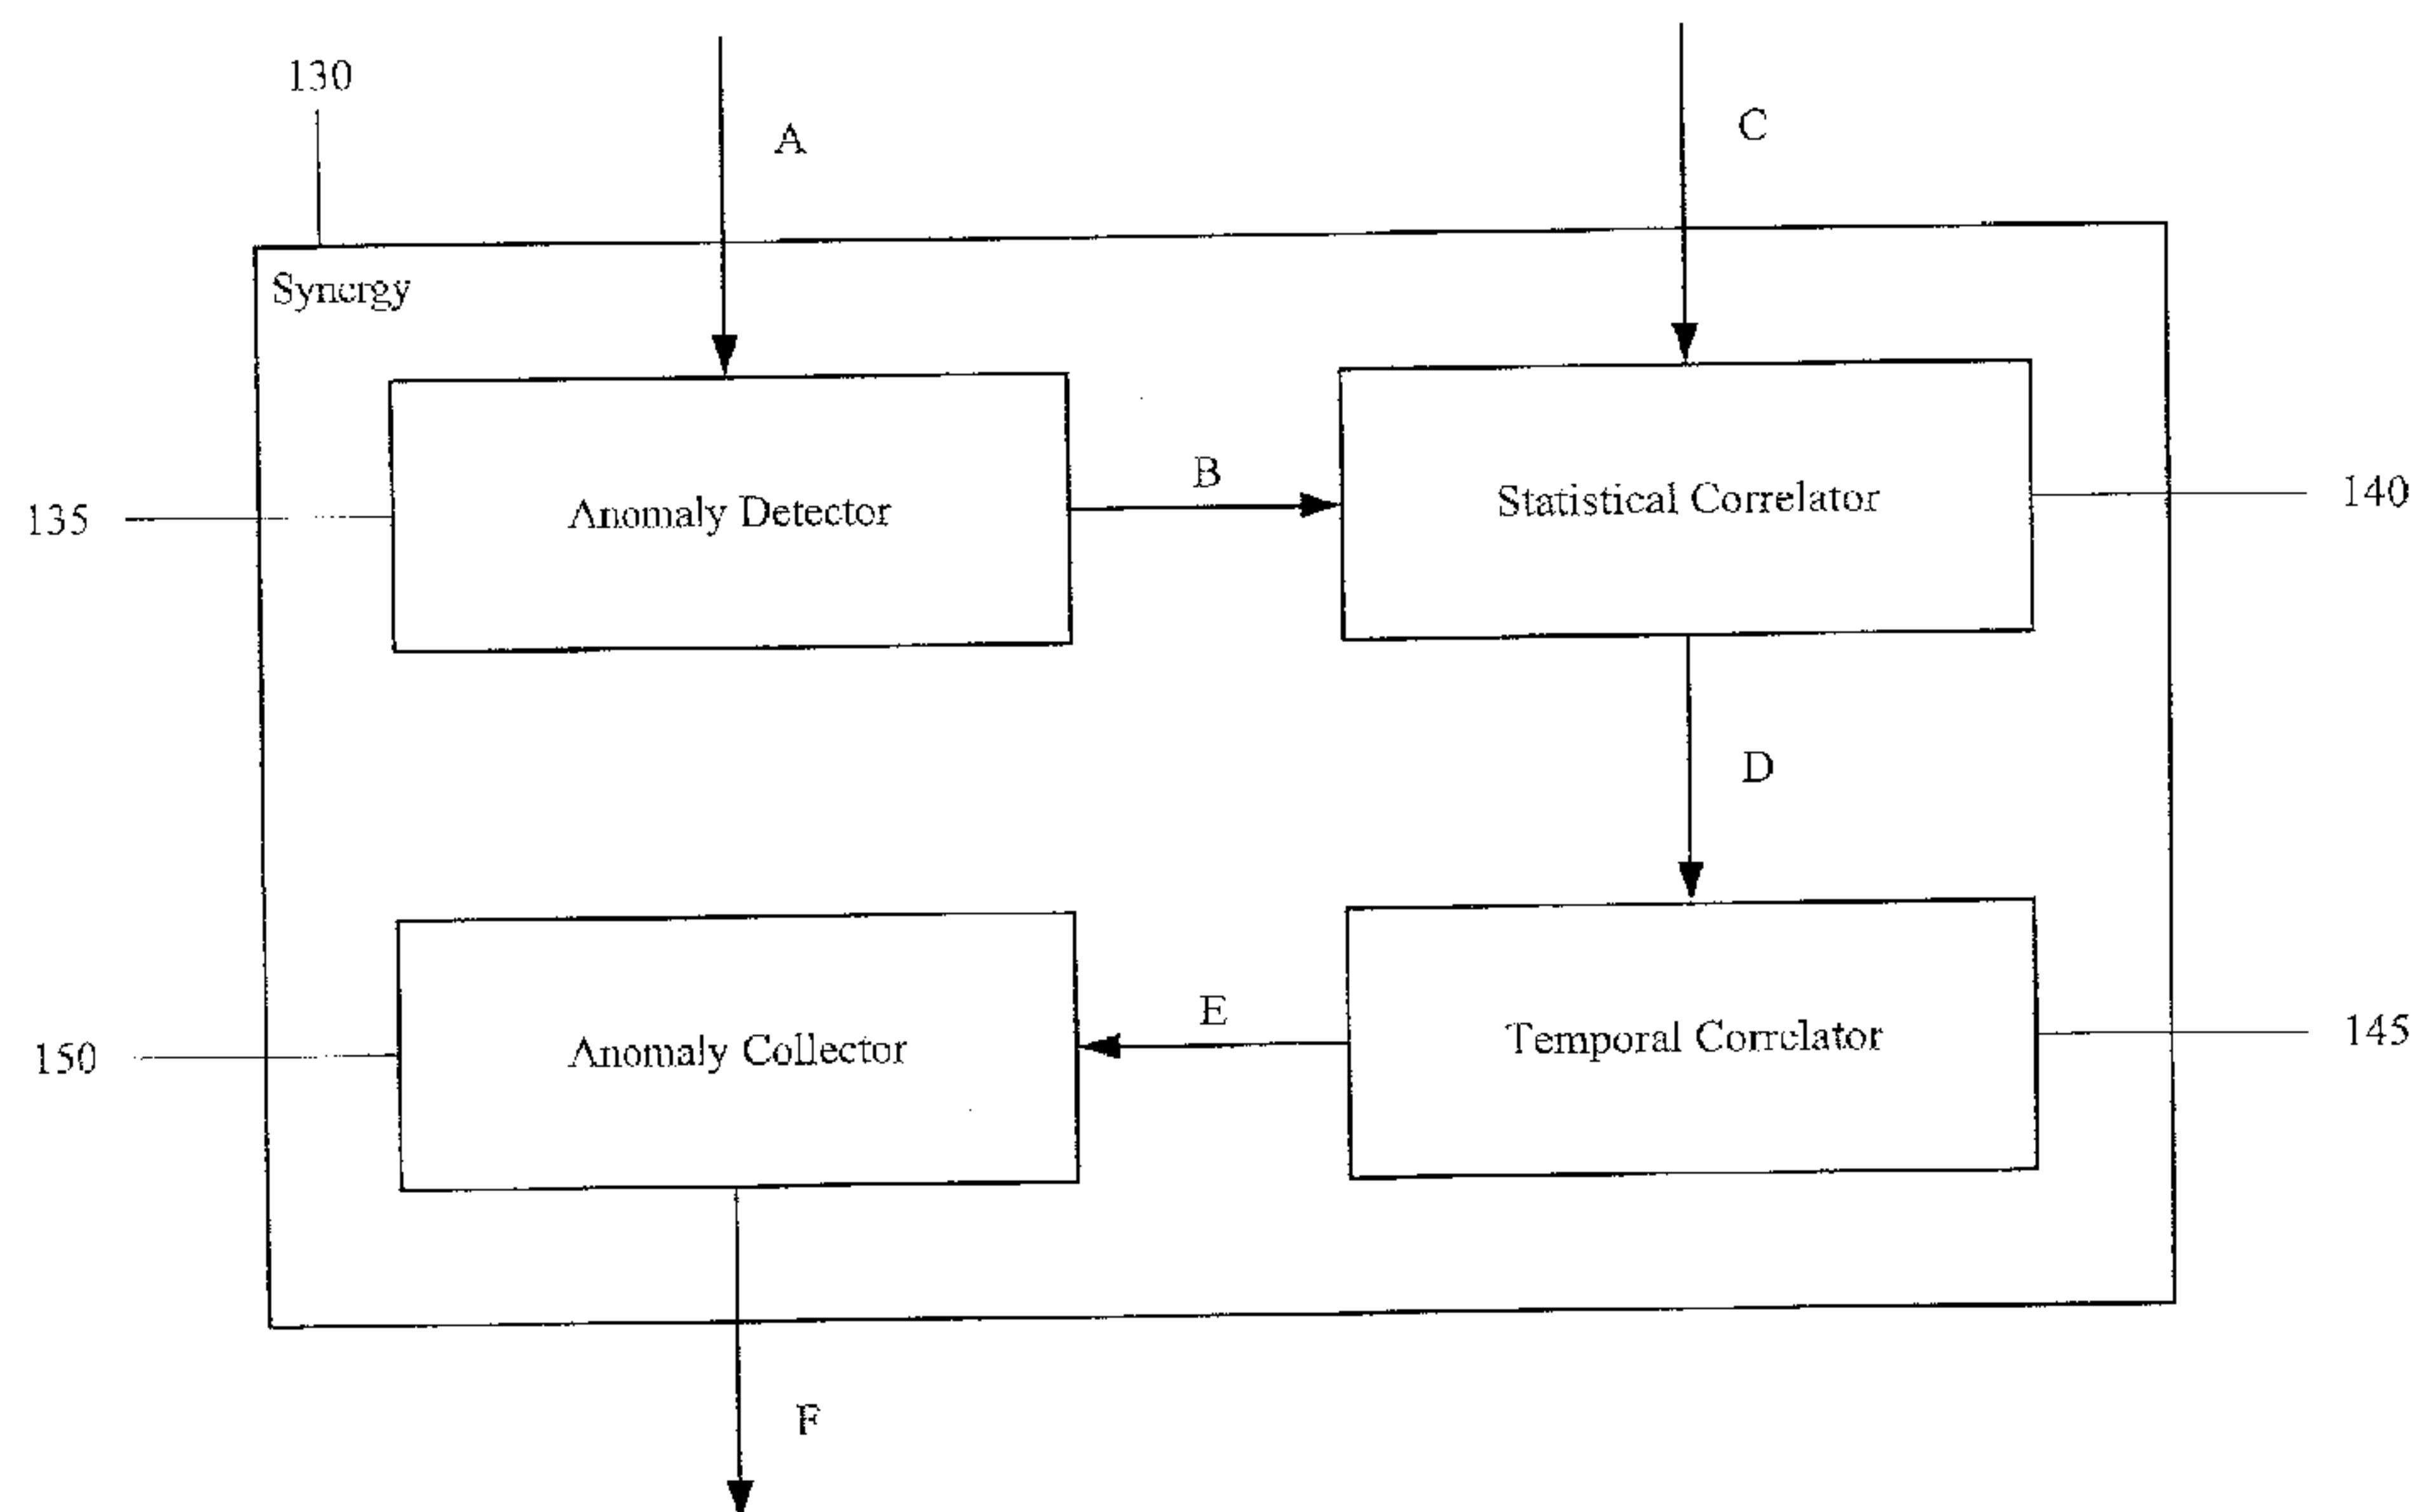 130
A
C
Synergy
135
Anomaly Detector
B
Statistical Correlator
140
D
150
Anomaly Collector
E
Temporal Correlator
145
F